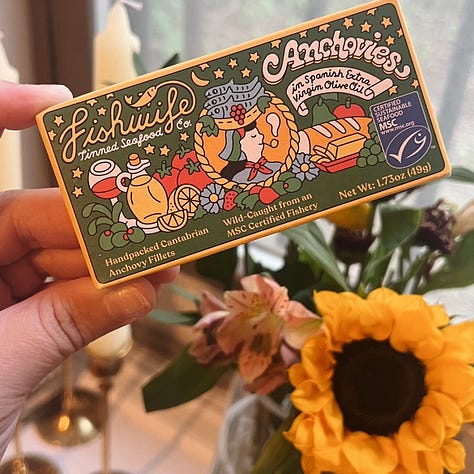 Fishwife
Tinned Seafood Co.
Anchovies
in Spanish Extra
Virgin Olive Oil
CERTIFIED
SUSTAINABLE
SEAFOOD
MSC
www.msc.org
Handpacked Cantabrian
Anchovy Fillets
Wild-Caught from an
MSC Certified Fishery
Net Wt: 1.73oz (49g)